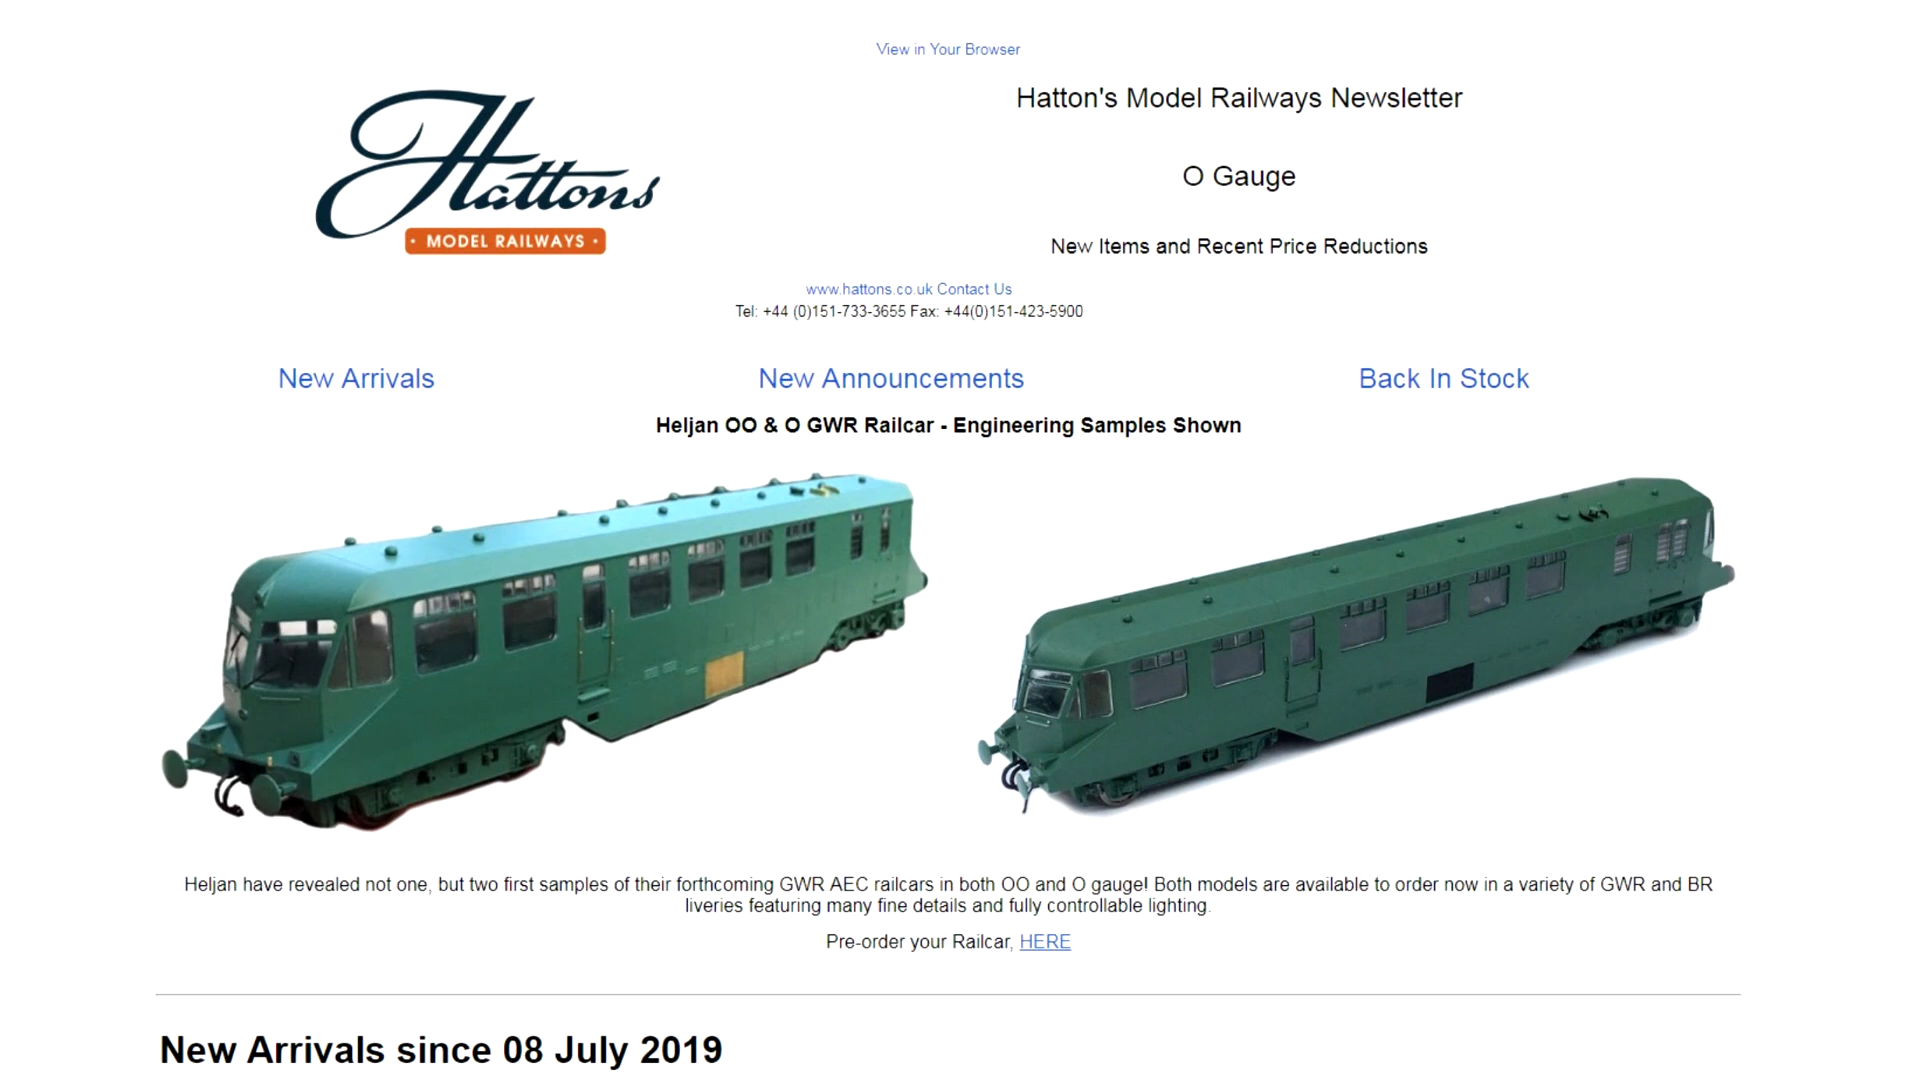 View in Your Browser
Hattons
• MODEL RAILWAYS •
Hatton's Model Railways Newsletter
O Gauge
New Items and Recent Price Reductions
www.hattons.co.uk Contact Us
Tel: +44 (0)151-733-3655 Fax: +44(0)151-423-5900
New Arrivals
New Announcements
Back In Stock
Heljan OO & O GWR Railcar - Engineering Samples Shown
Heljan have revealed not one, but two first samples of their forthcoming GWR AEC railcars in both OO and O gauge! Both models are available to order now in a variety of GWR and BR
liveries featuring many fine details and fully controllable lighting.
Pre-order your Railcar, HERE
New Arrivals since 08 July 2019